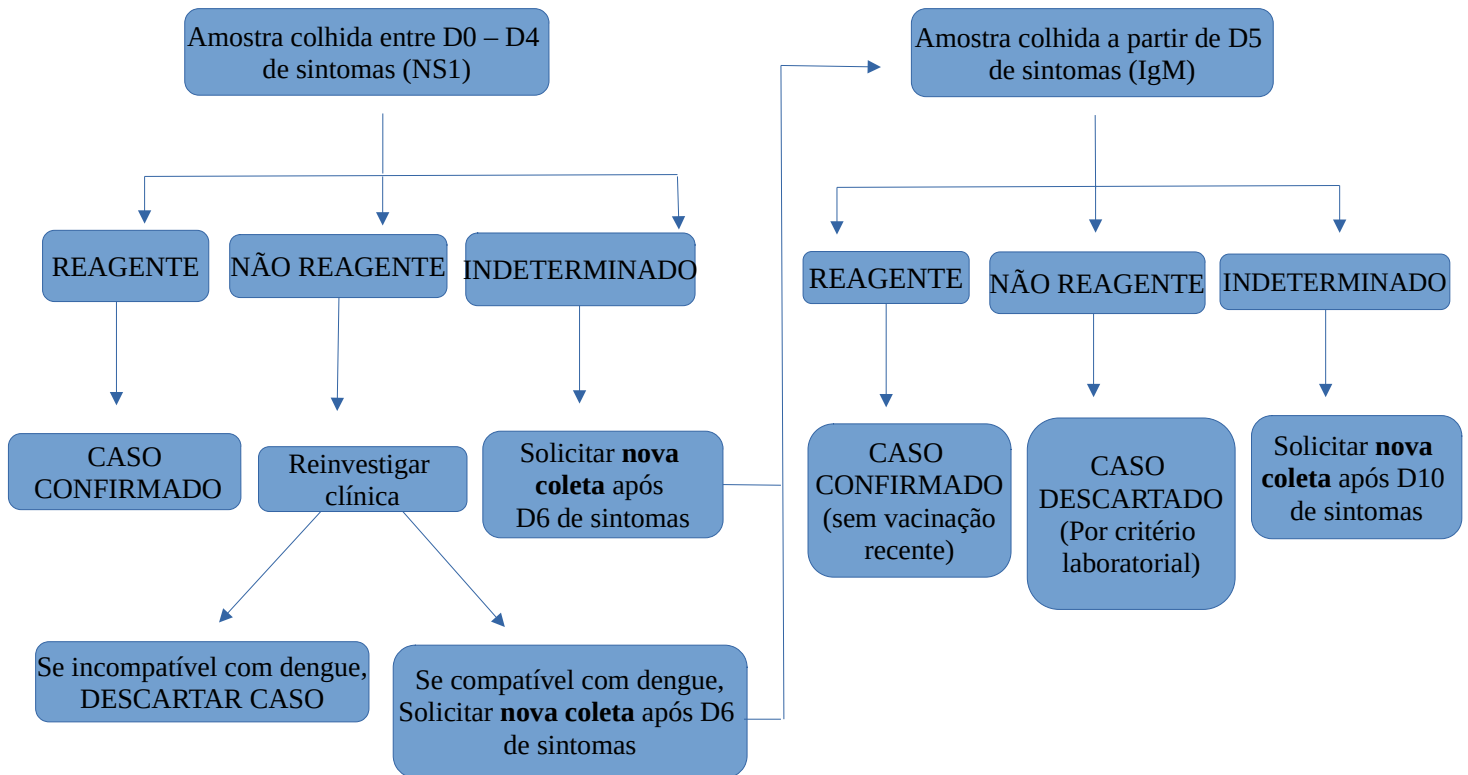 Amostra colhida entre D0 – D4
de sintomas (NS1)
REAGENTE
NÃO REAGENTE
INDETERMINADO
CASO
CONFIRMADO
Reinvestigar
clínica
Solicitar nova
coleta após
D6 de sintomas
Se incompatível com dengue,
DESCARTAR CASO
Se compatível com dengue,
Solicitar nova coleta após D6
de sintomas
Amostra colhida a partir de D5
de sintomas (IgM)
REAGENTE
NÃO REAGENTE
INDETERMINADO
CASO
CONFIRMADO
(sem vacinação
recente)
CASO
DESCARTADO
(Por critério
laboratorial)
Solicitar nova
coleta após D10
de sintomas